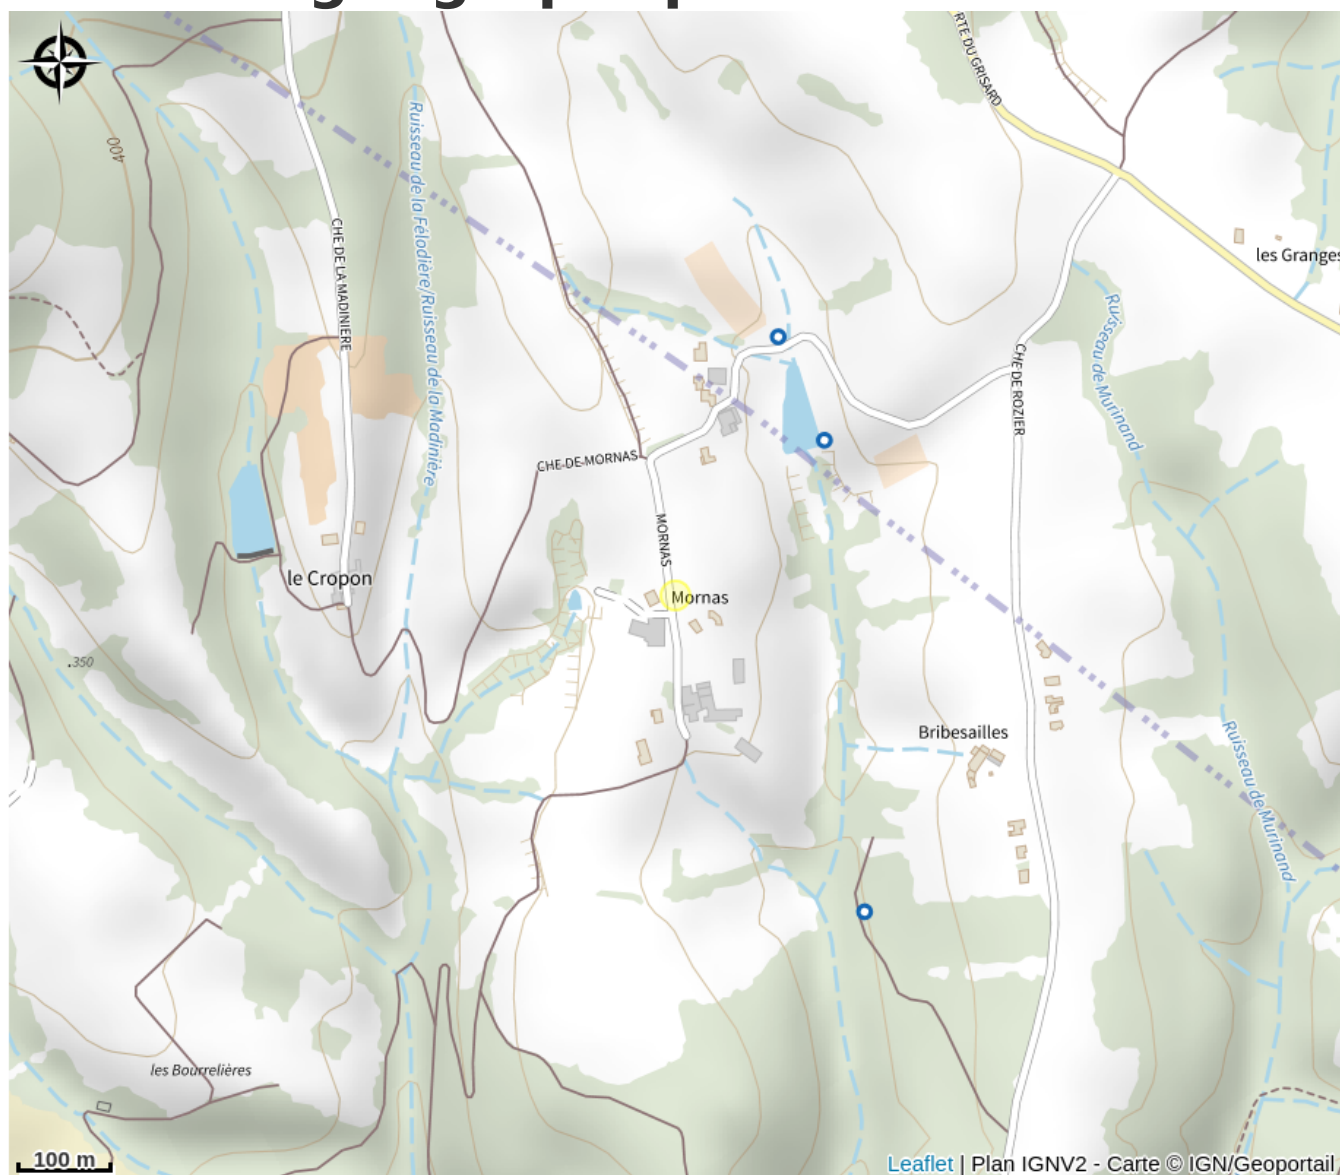 RTE DU GRISARD
400
Ruisseau de la Félodière/Ruisseau de la Madinière
CHE DE LA MADINIERE
les Granges
Ruisseau de Murinand
CHE DE ROZIER
CHE DE MORNAS
MORNAS
le Cropon
Mornas
.350
Bribesailles
Ruisseau de Murinand
les Bourrelières
100 m
Leaflet | Plan IGNV2 - Carte © IGN/Geoportail